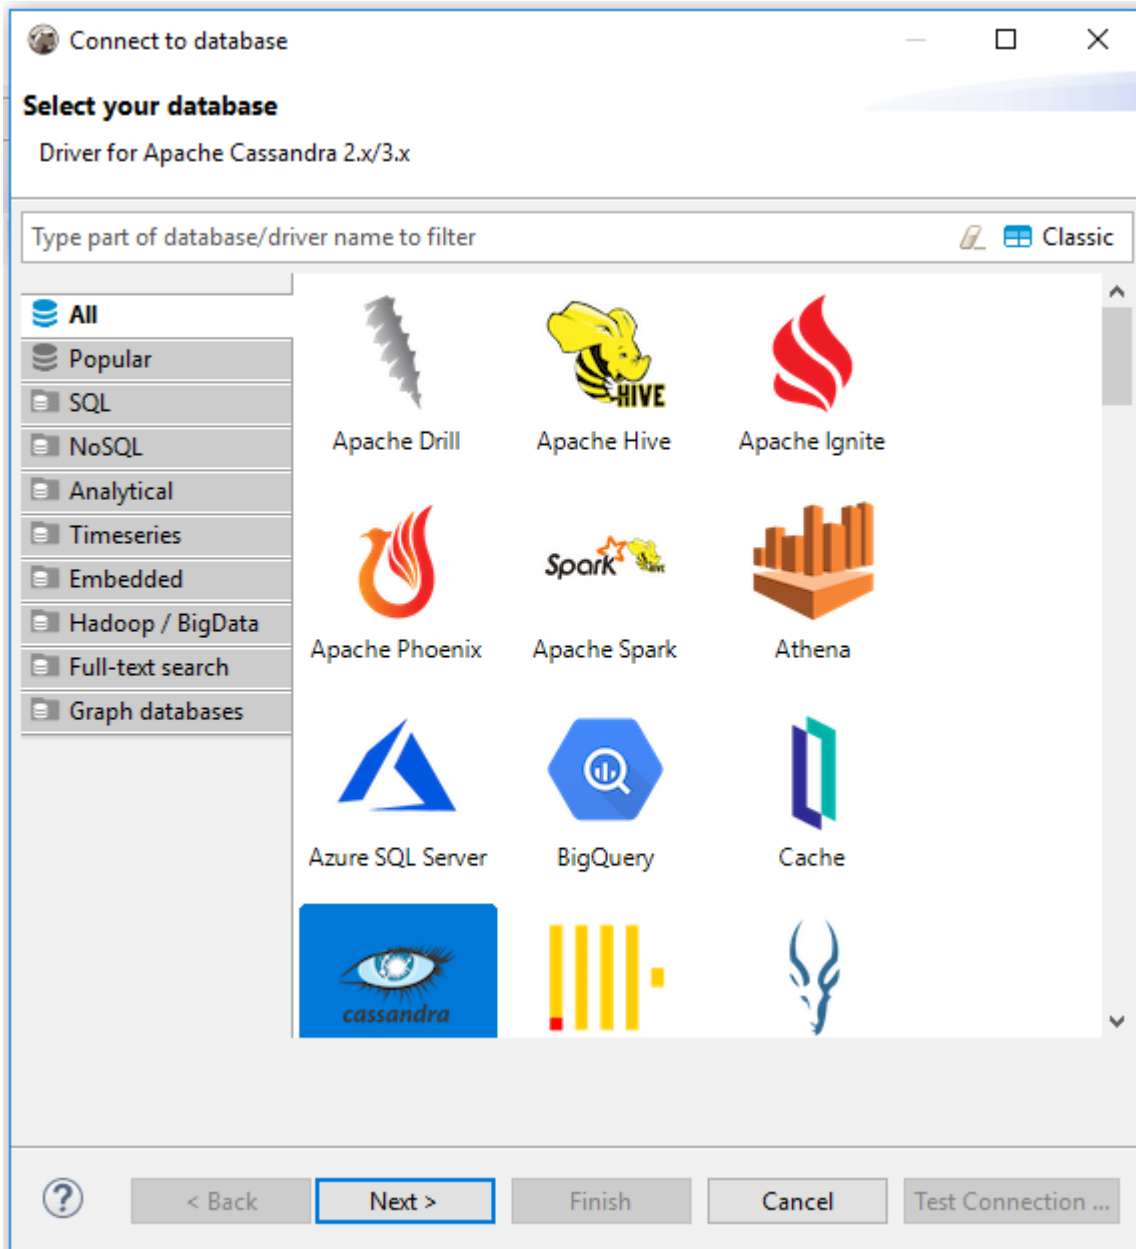 Connect to database
Select your database
Driver for Apache Cassandra 2.x/3.x
Type part of database/driver name to filter
Classic
All
Popular
SQL
NoSQL
Analytical
Timeseries
Embedded
Hadoop / BigData
Full-text search
Graph databases
HIVE
Apache Drill Apache Hive Apache Ignite
Spark HIVE
Apache Phoenix Apache Spark Athena
Azure SQL Server BigQuery Cache
cassandra
? < Back Next > Finish Cancel Test Connection ...